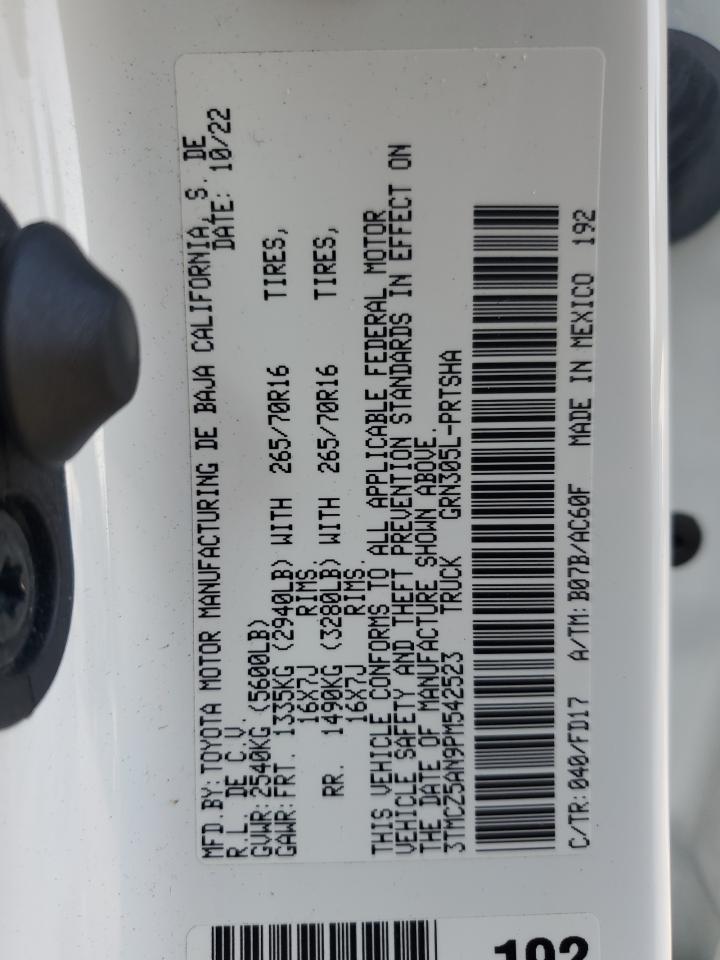 MFD.BY:TOYOTA MOTOR MANUFACTURING DE BAJA CALIFORNIA, S. DE
R. L. DE C.V. DATE: 10/22
GVWR:2540KG (5600LB)
GAWR:FRT. 1335KG (2940LB) WITH 265/70R16 TIRES,
16X7J RIMS.
RR. 1490KG (3280LB) WITH 265/70R16 TIRES,
16X7J RIMS.
THIS VEHICLE CONFORMS TO ALL APPLICABLE FEDERAL MOTOR
VEHICLE SAFETY AND THEFT PREVENTION STANDARDS IN EFFECT ON
THE DATE OF MANUFACTURE SHOWN ABOVE.
3TMCZ5AN9PM542523 TRUCK GRN305L-PRTSHA
C/TR:040/FD17 A/TM:B07B/AC60F MADE IN MEXICO 192
192